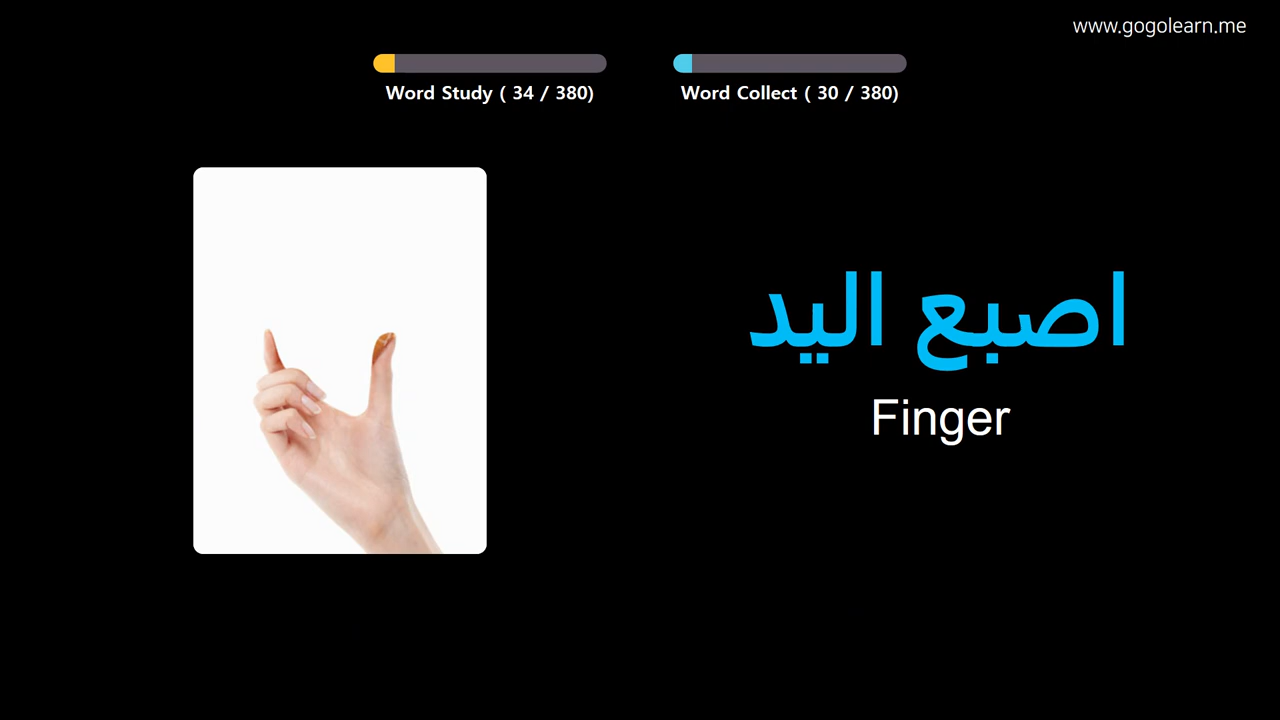 www.gogolearn.me
Word Study ( 34 / 380)
Word Collect ( 30 / 380)
اصبع اليد
Finger